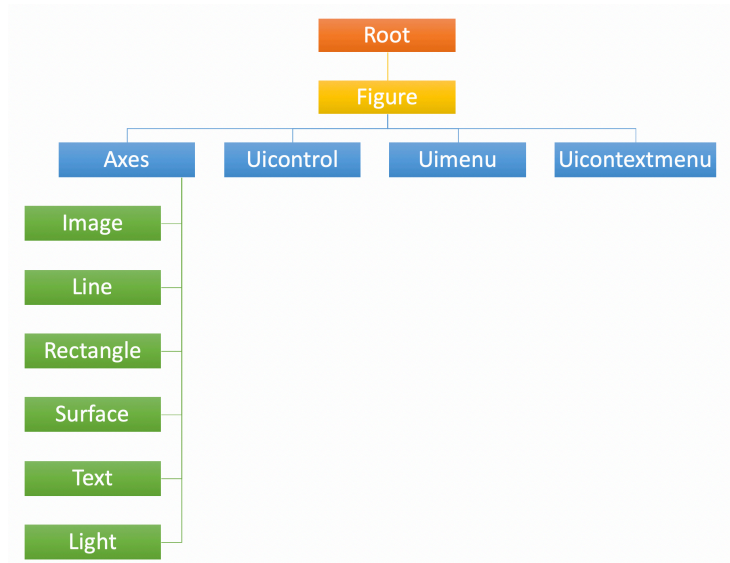 Root
Figure
Axes
Uicontrol
Uimenu
Uicontextmenu
Image
Line
Rectangle
Surface
Text
Light